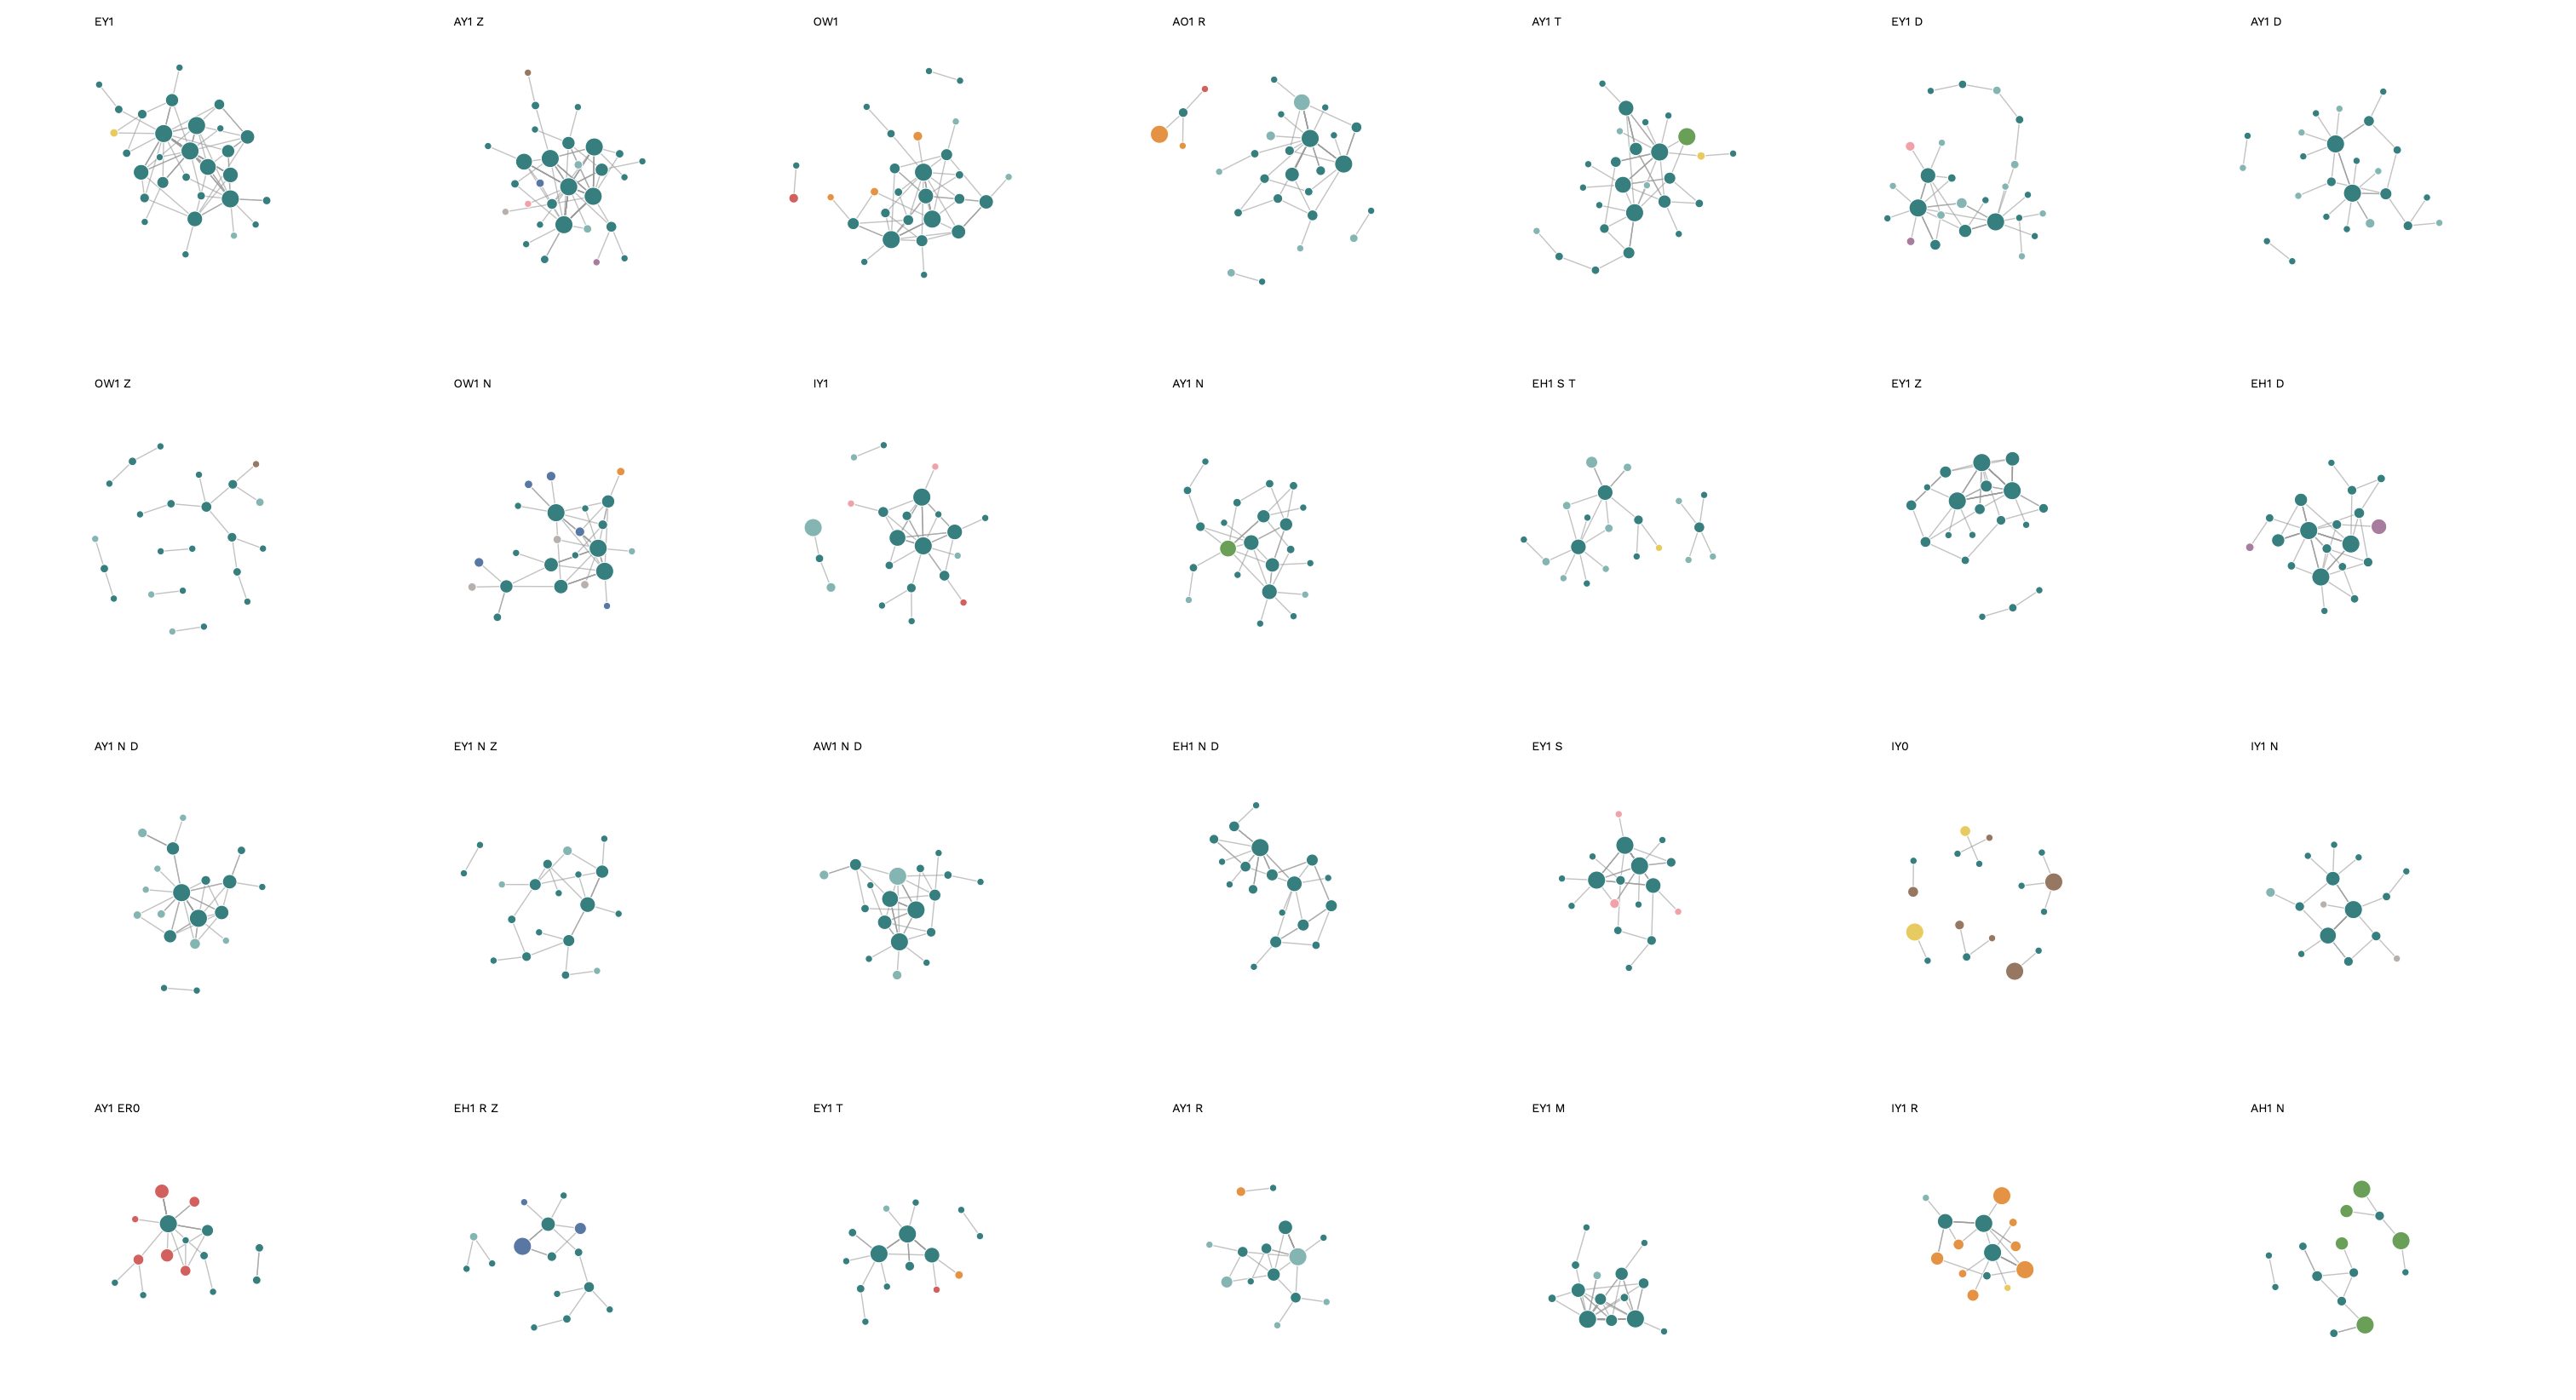 EY1
AY1 Z
OW1
AO1 R
AY1 T
EY1 D
AY1 D
OW1 Z
OW1 N
IY1
AY1 N
EH1 S T
EY1 Z
EH1 D
AY1 N D
EY1 N Z
AW1 N D
EH1 N D
EY1 S
IY0
IY1 N
AY1 ER0
EH1 R Z
EY1 T
AY1 R
EY1 M
IY1 R
AH1 N